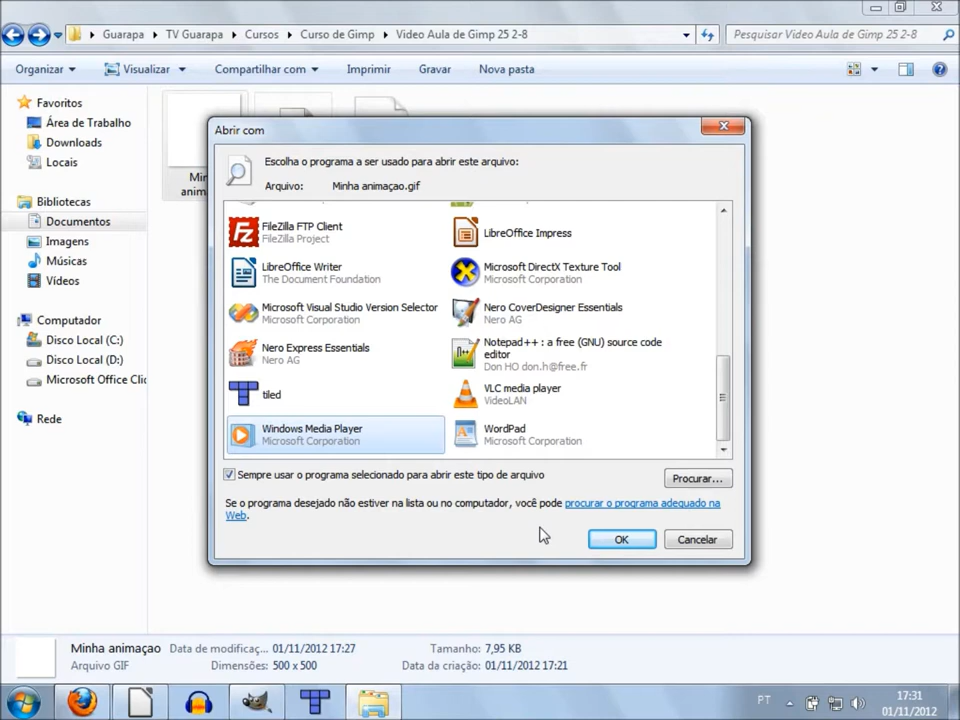 Guarapa ▸ TV Guarapa ▸ Cursos ▸ Curso de Gimp ▸ Video Aula de Gimp 25 2-8
Pesquisar Video Aula de Gimp 25 2-8
Organizar Visualizar Compartilhar com Imprimir Gravar Nova pasta
Favoritos
Área de Trabalho
Downloads
Locais
Bibliotecas
Documentos
Imagens
Músicas
Vídeos
Computador
Disco Local (C:)
Disco Local (D:)
Microsoft Office Clic
Rede
Abrir com
Escolha o programa a ser usado para abrir este arquivo:
Arquivo: Minha animaçao.gif
FileZilla FTP Client
FileZilla Project
LibreOffice Impress
LibreOffice Writer
The Document Foundation
Microsoft DirectX Texture Tool
Microsoft Corporation
Microsoft Visual Studio Version Selector
Microsoft Corporation
Nero CoverDesigner Essentials
Nero AG
Nero Express Essentials
Nero AG
Notepad++ : a free (GNU) source code
editor
Don HO don.h@free.fr
tiled
VLC media player
VideoLAN
Windows Media Player
Microsoft Corporation
WordPad
Microsoft Corporation
Sempre usar o programa selecionado para abrir este tipo de arquivo
Procurar...
Se o programa desejado não estiver na lista ou no computador, você pode procurar o programa adequado na
Web.
OK Cancelar
Minha animaçao Data de modificaç... 01/11/2012 17:27 Tamanho: 7,95 KB
Arquivo GIF Dimensões: 500 x 500 Data da criação: 01/11/2012 17:21
PT
17:31
01/11/2012